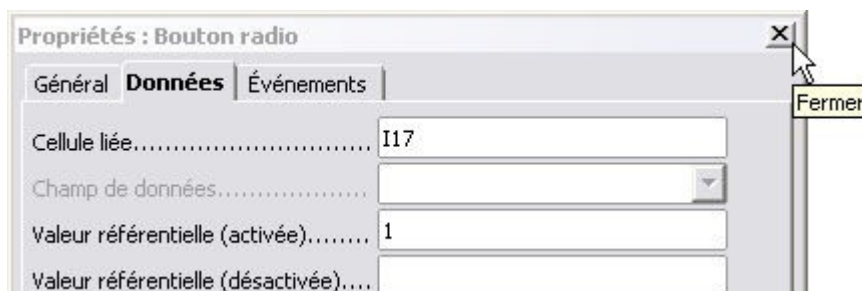 Propriétés : Bouton radio
Général Données Événements
Fermer
Cellule liée.............................. I17
Champ de données...................
Valeur référentielle (activée)........ 1
Valeur référentielle (désactivée)....